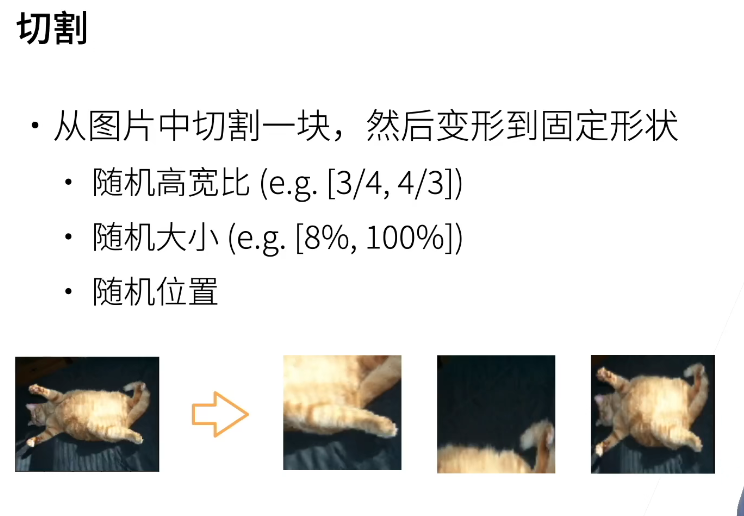 切割
• 从图片中切割一块，然后变形到固定形状
• 随机高宽比 (e.g. [3/4, 4/3])
• 随机大小 (e.g. [8%, 100%])
• 随机位置